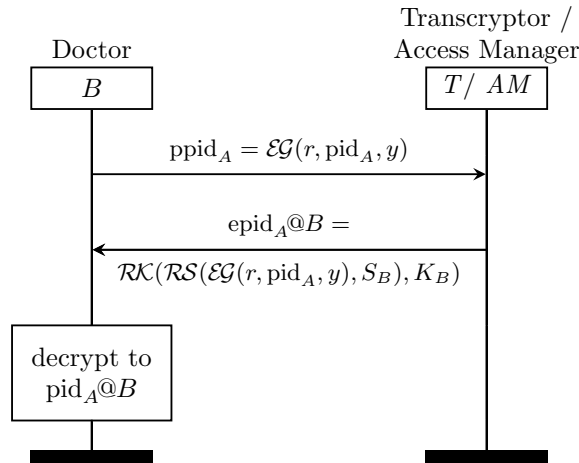 Doctor
Transcryptor /
Access Manager
B
T/ AM
ppid_A = ℰ𝒢(r, pid_A, y)
epid_A@B =
ℛ𝒦(ℛ𝒮(ℰ𝒢(r, pid_A, y), S_B), K_B)
decrypt to
pid_A@B